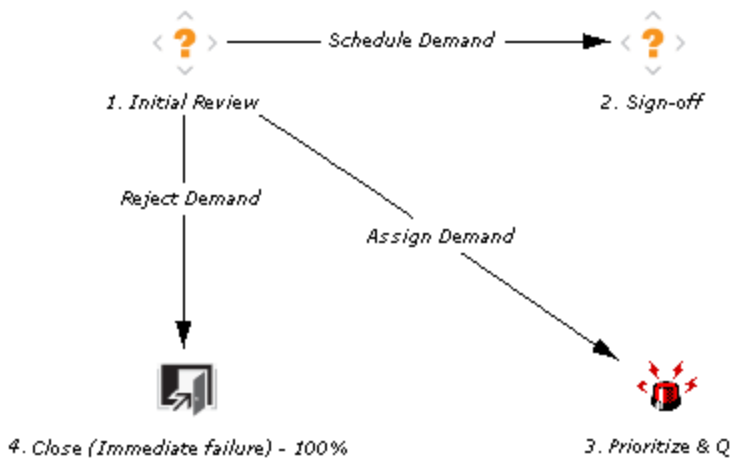 Schedule Demand
1. Initial Review
2. Sign-off
Reject Demand
Assign Demand
4. Close (Immediate failure) - 100%
3. Prioritize & Q